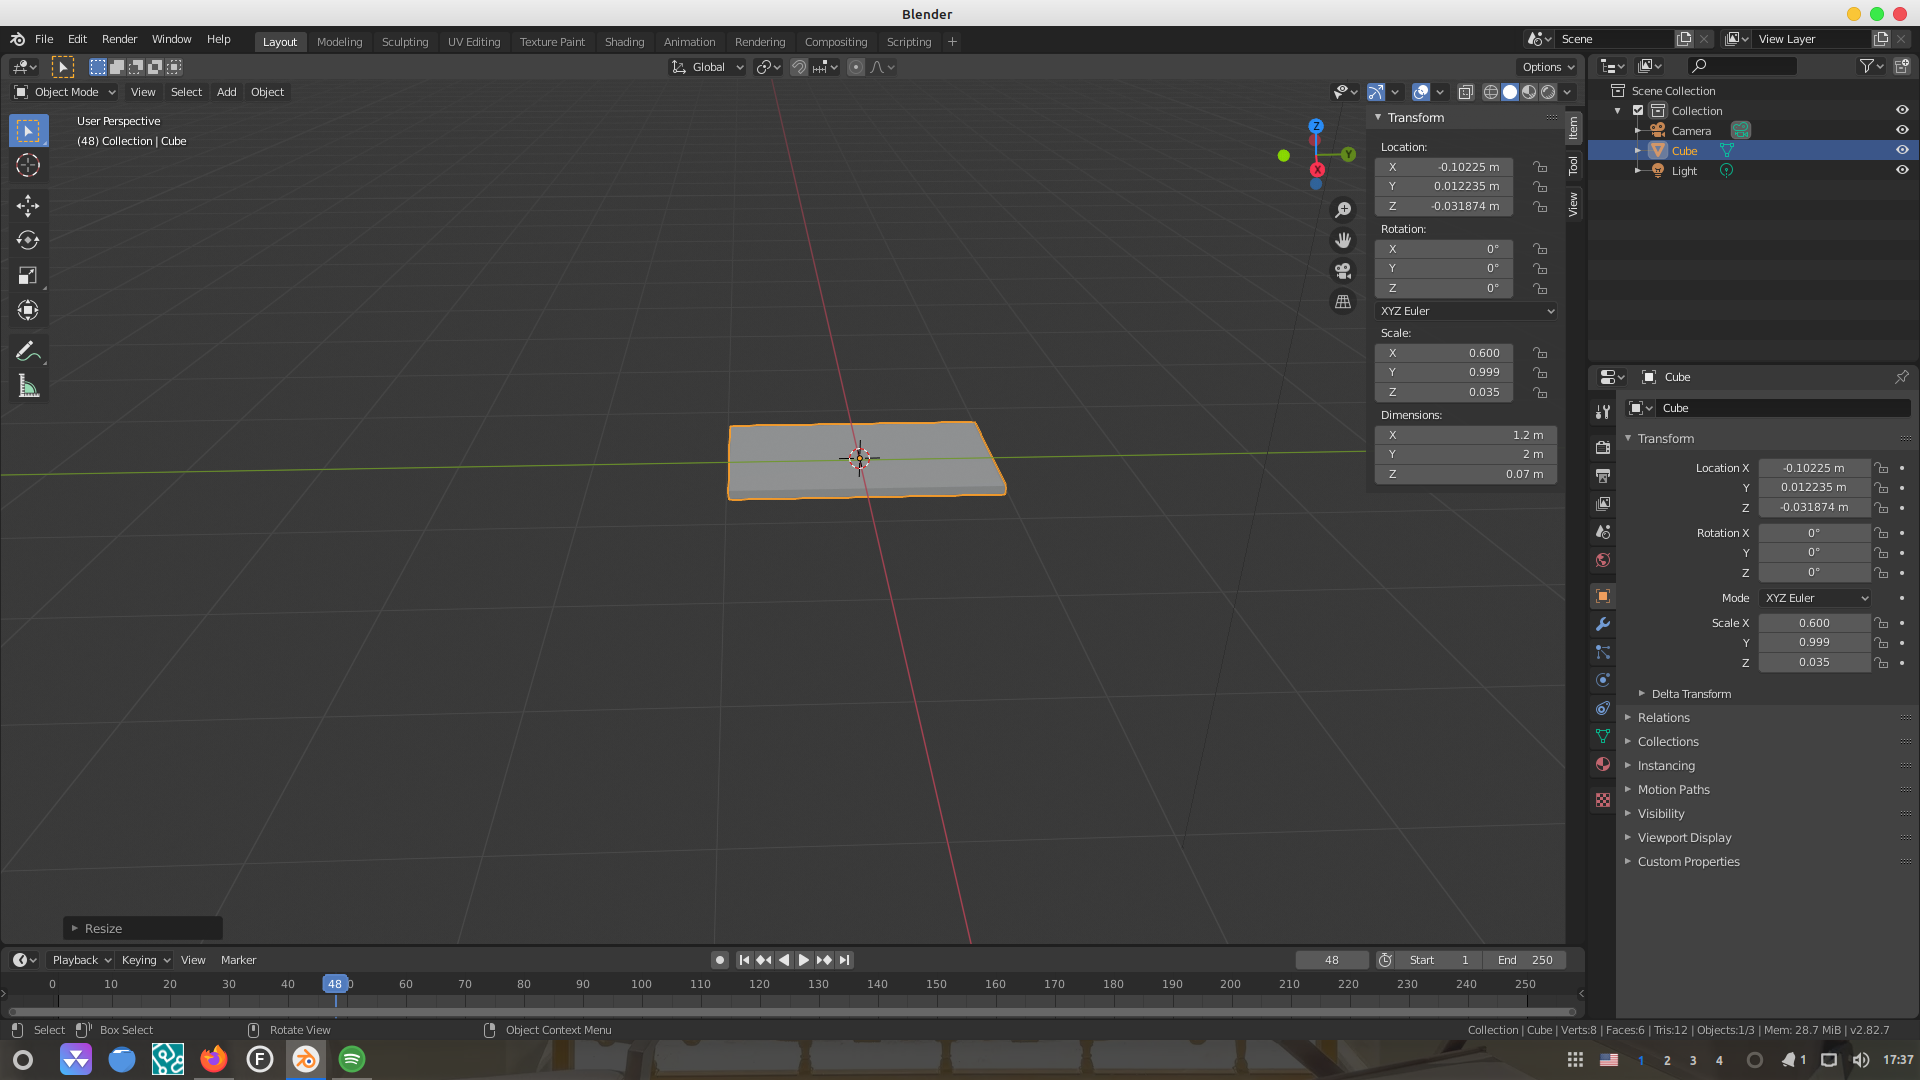 Blender
File Edit Render Window Help
Layout Modeling Sculpting UV Editing Texture Paint Shading Animation Rendering Compositing Scripting +
Scene
View Layer
Global
Options
Object Mode View Select Add Object
User Perspective
(48) Collection | Cube
Z
Y
X
Transform
Location:
X -0.10225 m
Y 0.012235 m
Z -0.031874 m
Rotation:
X 0°
Y 0°
Z 0°
XYZ Euler
Scale:
X 0.600
Y 0.999
Z 0.035
Dimensions:
X 1.2 m
Y 2 m
Z 0.07 m
Item
Tool
View
Scene Collection
Collection
Camera
Cube
Light
Cube
Cube
Transform
Location X -0.10225 m
Y 0.012235 m
Z -0.031874 m
Rotation X 0°
Y 0°
Z 0°
Mode XYZ Euler
Scale X 0.600
Y 0.999
Z 0.035
Delta Transform
Relations
Collections
Instancing
Motion Paths
Visibility
Viewport Display
Custom Properties
Resize
Playback Keying View Marker
48
Start 1
End 250
0 10 20 30 40 48 0 60 70 80 90 100 110 120 130 140 150 160 170 180 190 200 210 220 230 240 250
Select Box Select Rotate View Object Context Menu
Collection | Cube | Verts:8 | Faces:6 | Tris:12 | Objects:1/3 | Mem: 28.7 MiB | v2.82.7
F
1 2 3 4
1
17:37